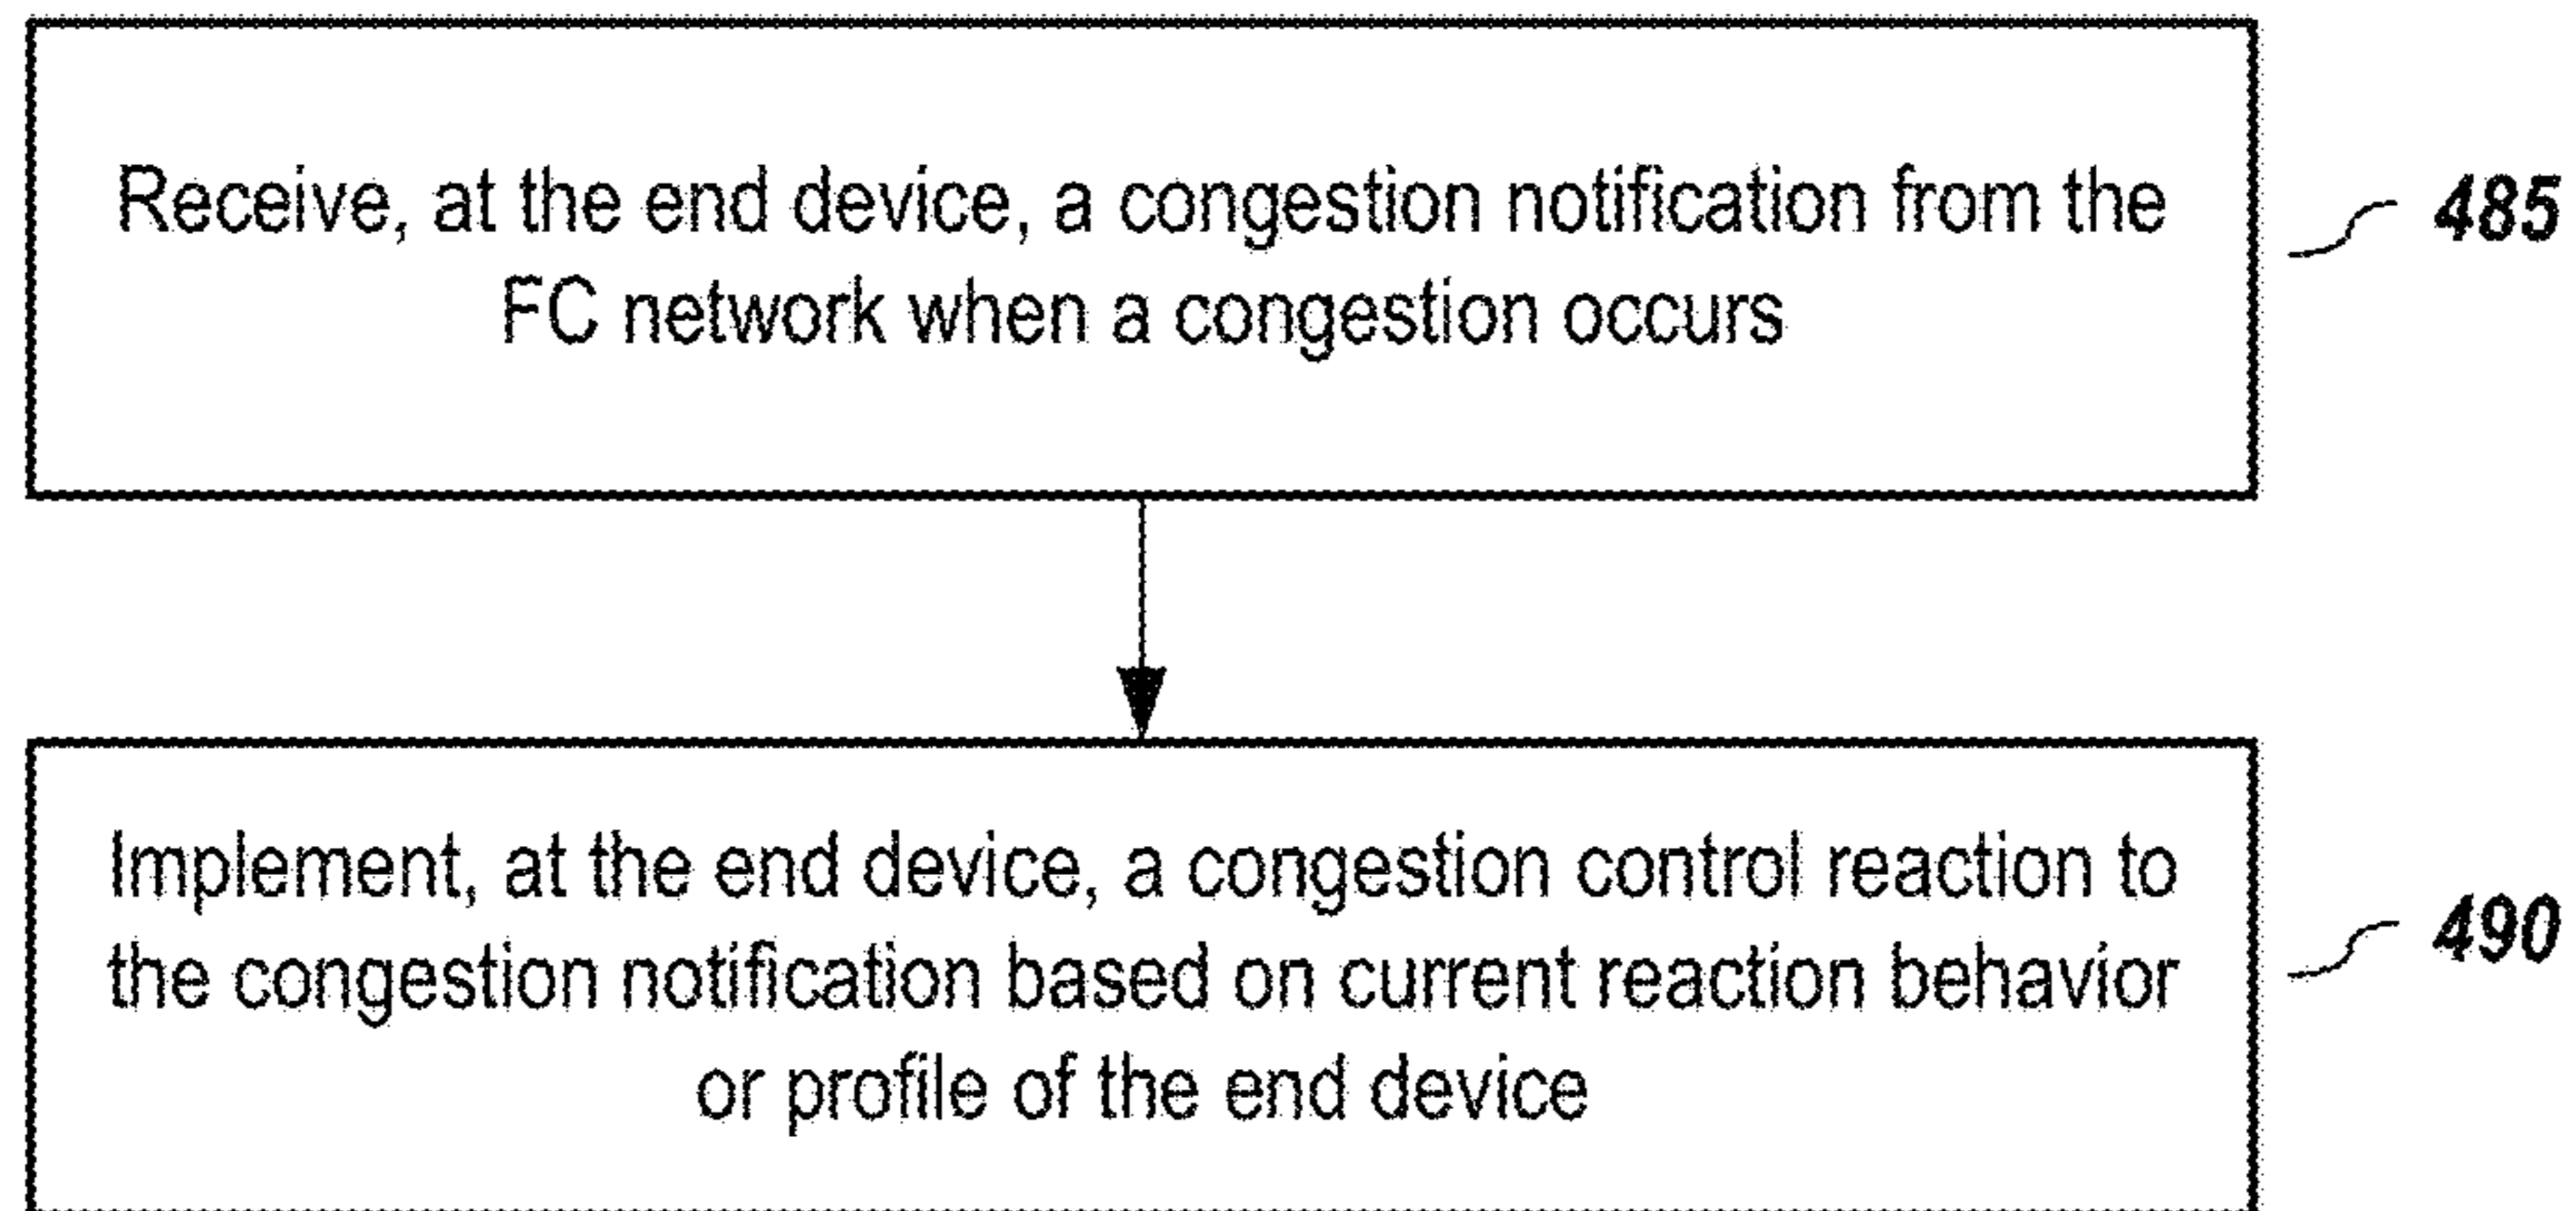 Receive, at the end device, a congestion notification from the
FC network when a congestion occurs
485
Implement, at the end device, a congestion control reaction to
the congestion notification based on current reaction behavior
or profile of the end device
490